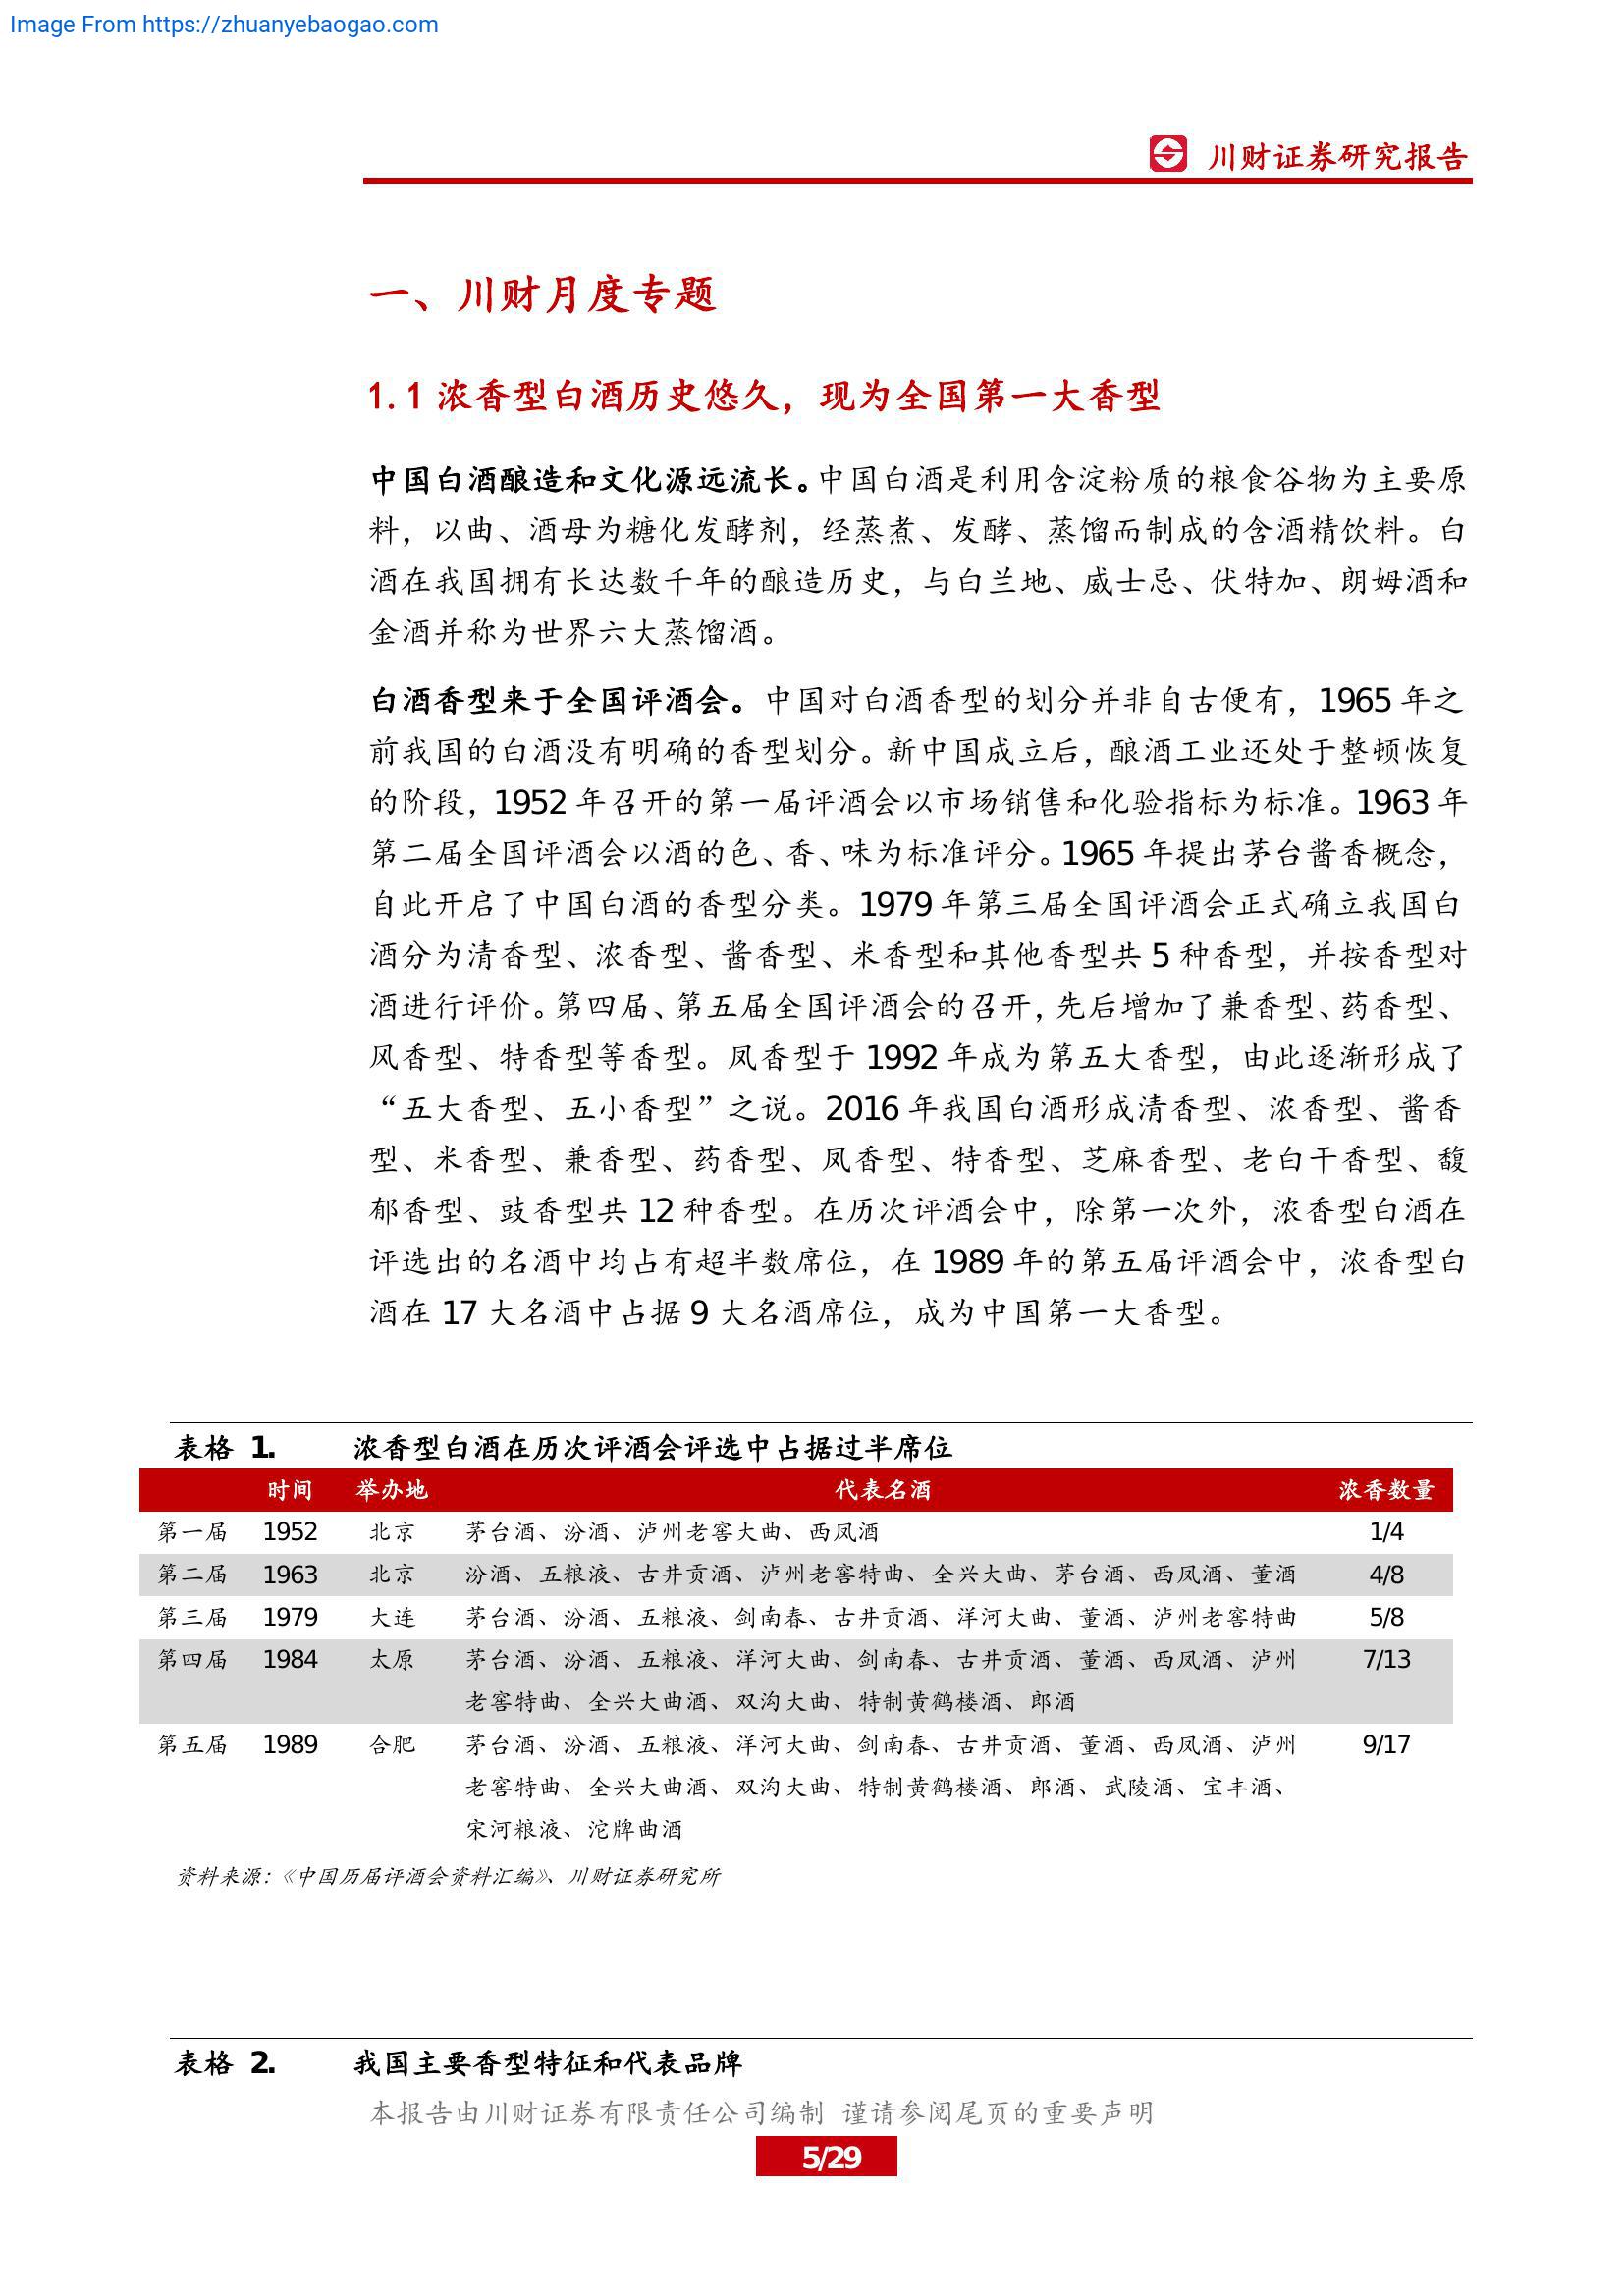 Image From https://zhuanyebaogao.com
川财证券研究报告
一、川财月度专题
1.1 浓香型白酒历史悠久，现为全国第一大香型
中国白酒酿造和文化源远流长。中国白酒是利用含淀粉质的粮食谷物为主要原
料，以曲、酒母为糖化发酵剂，经蒸煮、发酵、蒸馏而制成的含酒精饮料。白
酒在我国拥有长达数千年的酿造历史，与白兰地、威士忌、伏特加、朗姆酒和
金酒并称为世界六大蒸馏酒。
白酒香型来于全国评酒会。中国对白酒香型的划分并非自古便有，1965 年之
前我国的白酒没有明确的香型划分。新中国成立后，酿酒工业还处于整顿恢复
的阶段，1952 年召开的第一届评酒会以市场销售和化验指标为标准。1963 年
第二届全国评酒会以酒的色、香、味为标准评分。1965 年提出茅台酱香概念，
自此开启了中国白酒的香型分类。1979 年第三届全国评酒会正式确立我国白
酒分为清香型、浓香型、酱香型、米香型和其他香型共 5 种香型，并按香型对
酒进行评价。第四届、第五届全国评酒会的召开，先后增加了兼香型、药香型、
风香型、特香型等香型。凤香型于 1992 年成为第五大香型，由此逐渐形成了
“五大香型、五小香型”之说。2016 年我国白酒形成清香型、浓香型、酱香
型、米香型、兼香型、药香型、凤香型、特香型、芝麻香型、老白干香型、馥
郁香型、豉香型共 12 种香型。在历次评酒会中，除第一次外，浓香型白酒在
评选出的名酒中均占有超半数席位，在 1989 年的第五届评酒会中，浓香型白
酒在 17 大名酒中占据 9 大名酒席位，成为中国第一大香型。
表格 1. 浓香型白酒在历次评酒会评选中占据过半席位
时间 举办地 代表名酒 浓香数量
第一届 1952 北京 茅台酒、汾酒、泸州老窖大曲、西凤酒 1/4
第二届 1963 北京 汾酒、五粮液、古井贡酒、泸州老窖特曲、全兴大曲、茅台酒、西凤酒、董酒 4/8
第三届 1979 大连 茅台酒、汾酒、五粮液、剑南春、古井贡酒、洋河大曲、董酒、泸州老窖特曲 5/8
第四届 1984 太原 茅台酒、汾酒、五粮液、洋河大曲、剑南春、古井贡酒、董酒、西凤酒、泸州 7/13
老窖特曲、全兴大曲酒、双沟大曲、特制黄鹤楼酒、郎酒
第五届 1989 合肥 茅台酒、汾酒、五粮液、洋河大曲、剑南春、古井贡酒、董酒、西凤酒、泸州 9/17
老窖特曲、全兴大曲酒、双沟大曲、特制黄鹤楼酒、郎酒、武陵酒、宝丰酒、
宋河粮液、沱牌曲酒
资料来源：《中国历届评酒会资料汇编》、川财证券研究所
表格 2. 我国主要香型特征和代表品牌
本报告由川财证券有限责任公司编制 谨请参阅尾页的重要声明
5/29